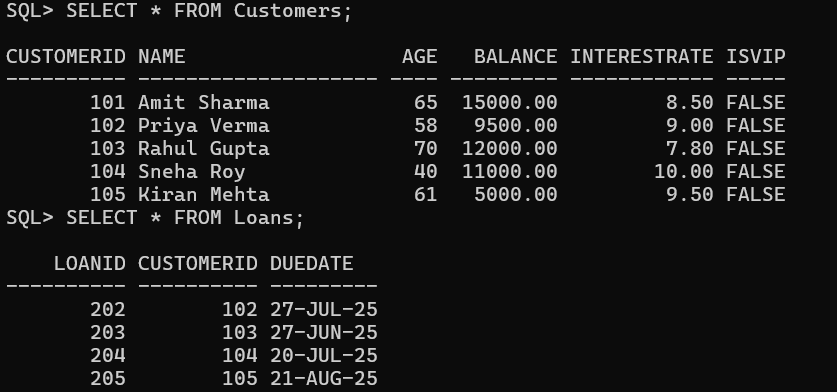 SQL> SELECT * FROM Customers;
CUSTOMERID NAME                  AGE   BALANCE INTERESTRATE ISVIP
---------- -------------------- ---- --------- ------------ -----
       101 Amit Sharma            65  15000.00         8.50 FALSE
       102 Priya Verma            58   9500.00         9.00 FALSE
       103 Rahul Gupta            70  12000.00         7.80 FALSE
       104 Sneha Roy              40  11000.00        10.00 FALSE
       105 Kiran Mehta            61   5000.00         9.50 FALSE
SQL> SELECT * FROM Loans;
    LOANID CUSTOMERID DUEDATE
---------- ---------- ---------
       202        102 27-JUL-25
       203        103 27-JUN-25
       204        104 20-JUL-25
       205        105 21-AUG-25